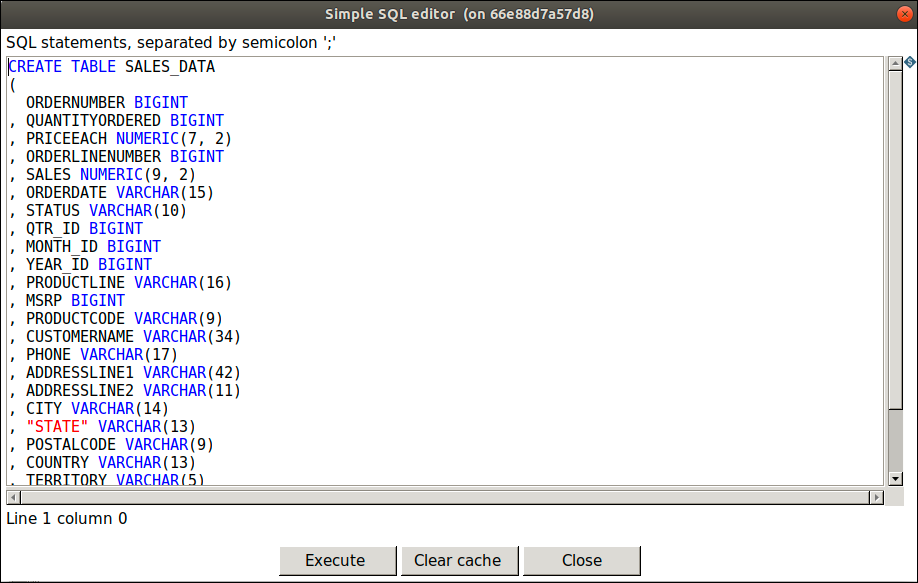 Simple SQL editor (on 66e88d7a57d8)
SQL statements, separated by semicolon ';'
CREATE TABLE SALES_DATA
(
  ORDERNUMBER BIGINT
, QUANTITYORDERED BIGINT
, PRICEEACH NUMERIC(7, 2)
, ORDERLINENUMBER BIGINT
, SALES NUMERIC(9, 2)
, ORDERDATE VARCHAR(15)
, STATUS VARCHAR(10)
, QTR_ID BIGINT
, MONTH_ID BIGINT
, YEAR_ID BIGINT
, PRODUCTLINE VARCHAR(16)
, MSRP BIGINT
, PRODUCTCODE VARCHAR(9)
, CUSTOMERNAME VARCHAR(34)
, PHONE VARCHAR(17)
, ADDRESSLINE1 VARCHAR(42)
, ADDRESSLINE2 VARCHAR(11)
, CITY VARCHAR(14)
, "STATE" VARCHAR(13)
, POSTALCODE VARCHAR(9)
, COUNTRY VARCHAR(13)
, TERRITORY VARCHAR(5)
Line 1 column 0
Execute Clear cache Close